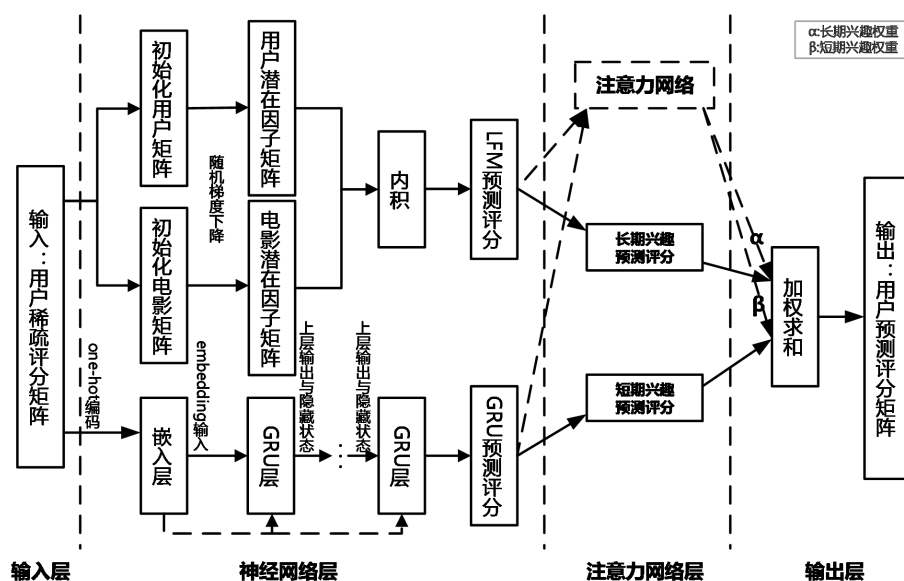 α:长期兴趣权重
β:短期兴趣权重
输入：用户稀疏评分矩阵
初始化用户矩阵
随机梯度下降
用户潜在因子矩阵
初始化电影矩阵
电影潜在因子矩阵
内积
LFM预测评分
注意力网络
长期兴趣
预测评分
α
β
加权求和
输出：用户预测评分矩阵
one-hot编码
嵌入层
embedding输入
GRU层
上层输出与隐藏状态
上层输出与隐藏状态
GRU层
GRU预测评分
短期兴趣
预测评分
输入层
神经网络层
注意力网络层
输出层